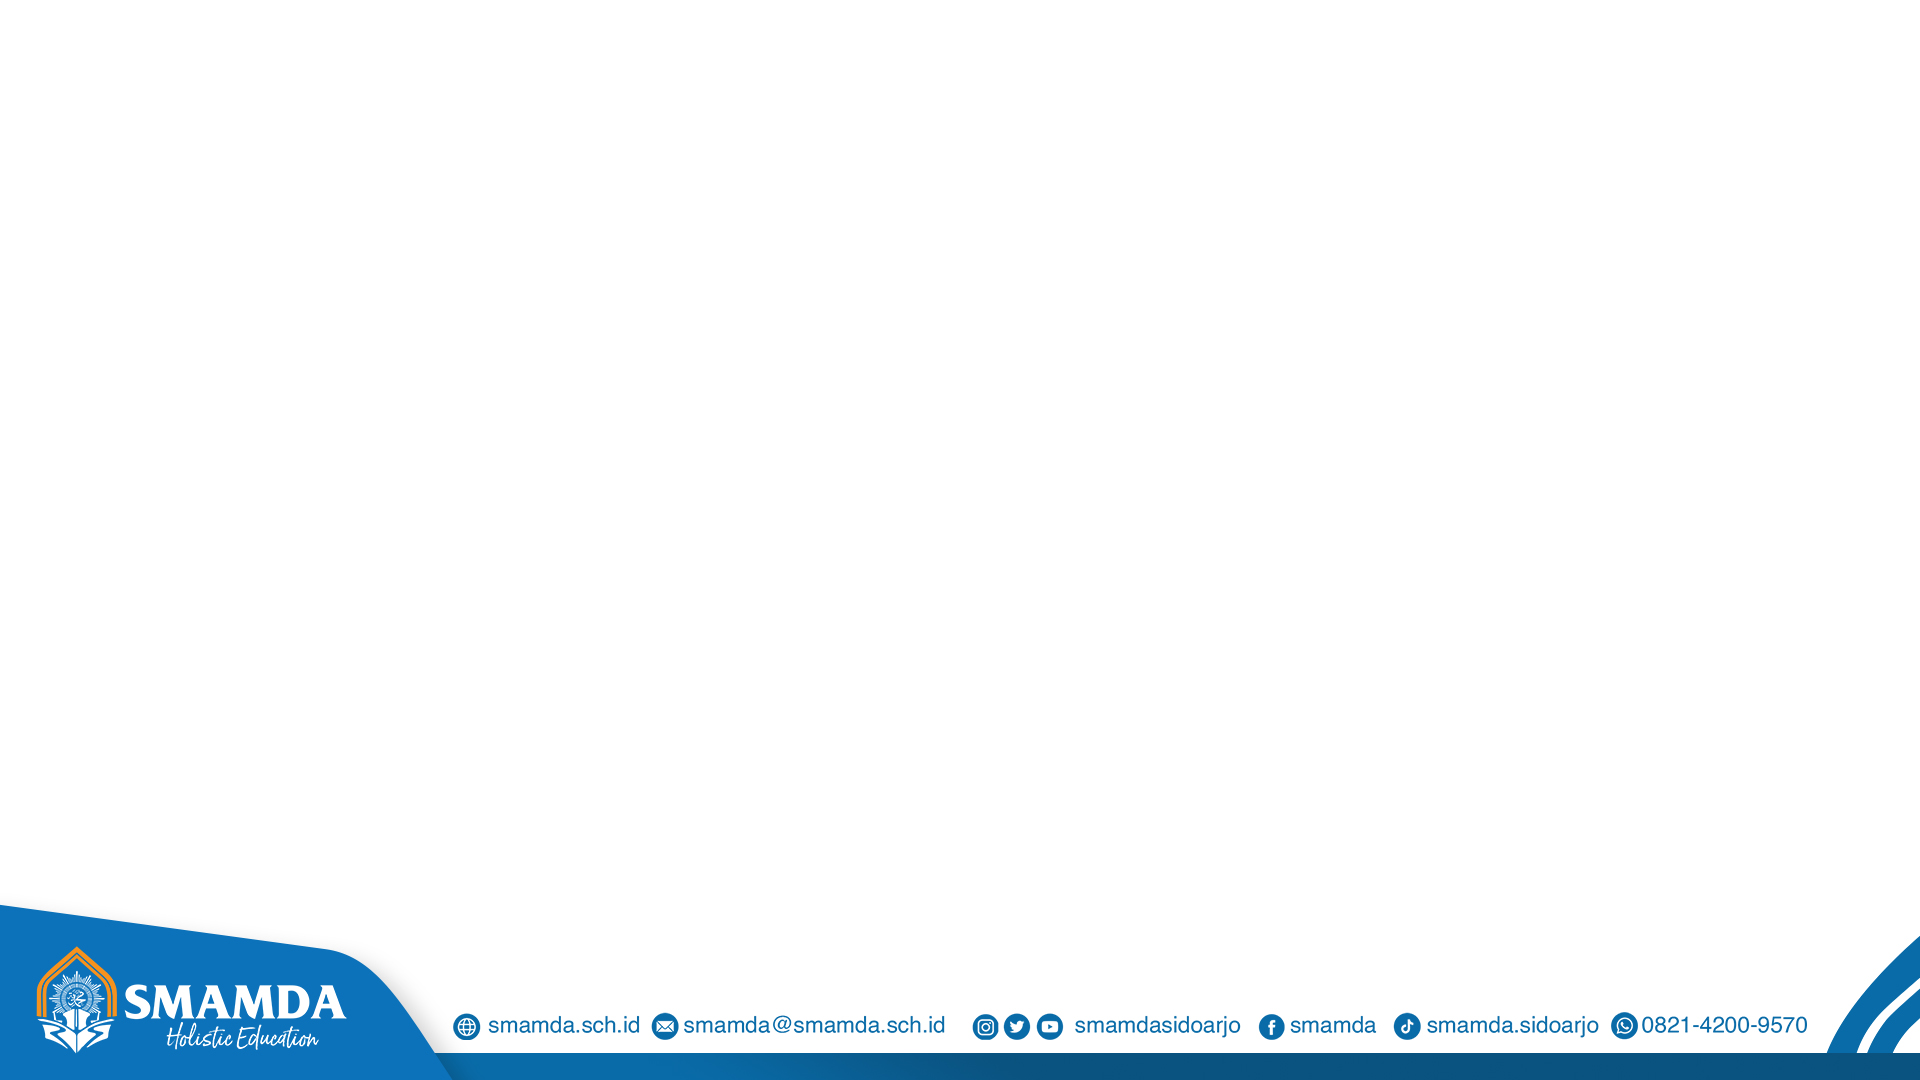 SMAMDA
Holistic Education
smamda.sch.id smamda@smamda.sch.id smamdasidoarjo smamda smamda.sidoarjo 0821-4200-9570